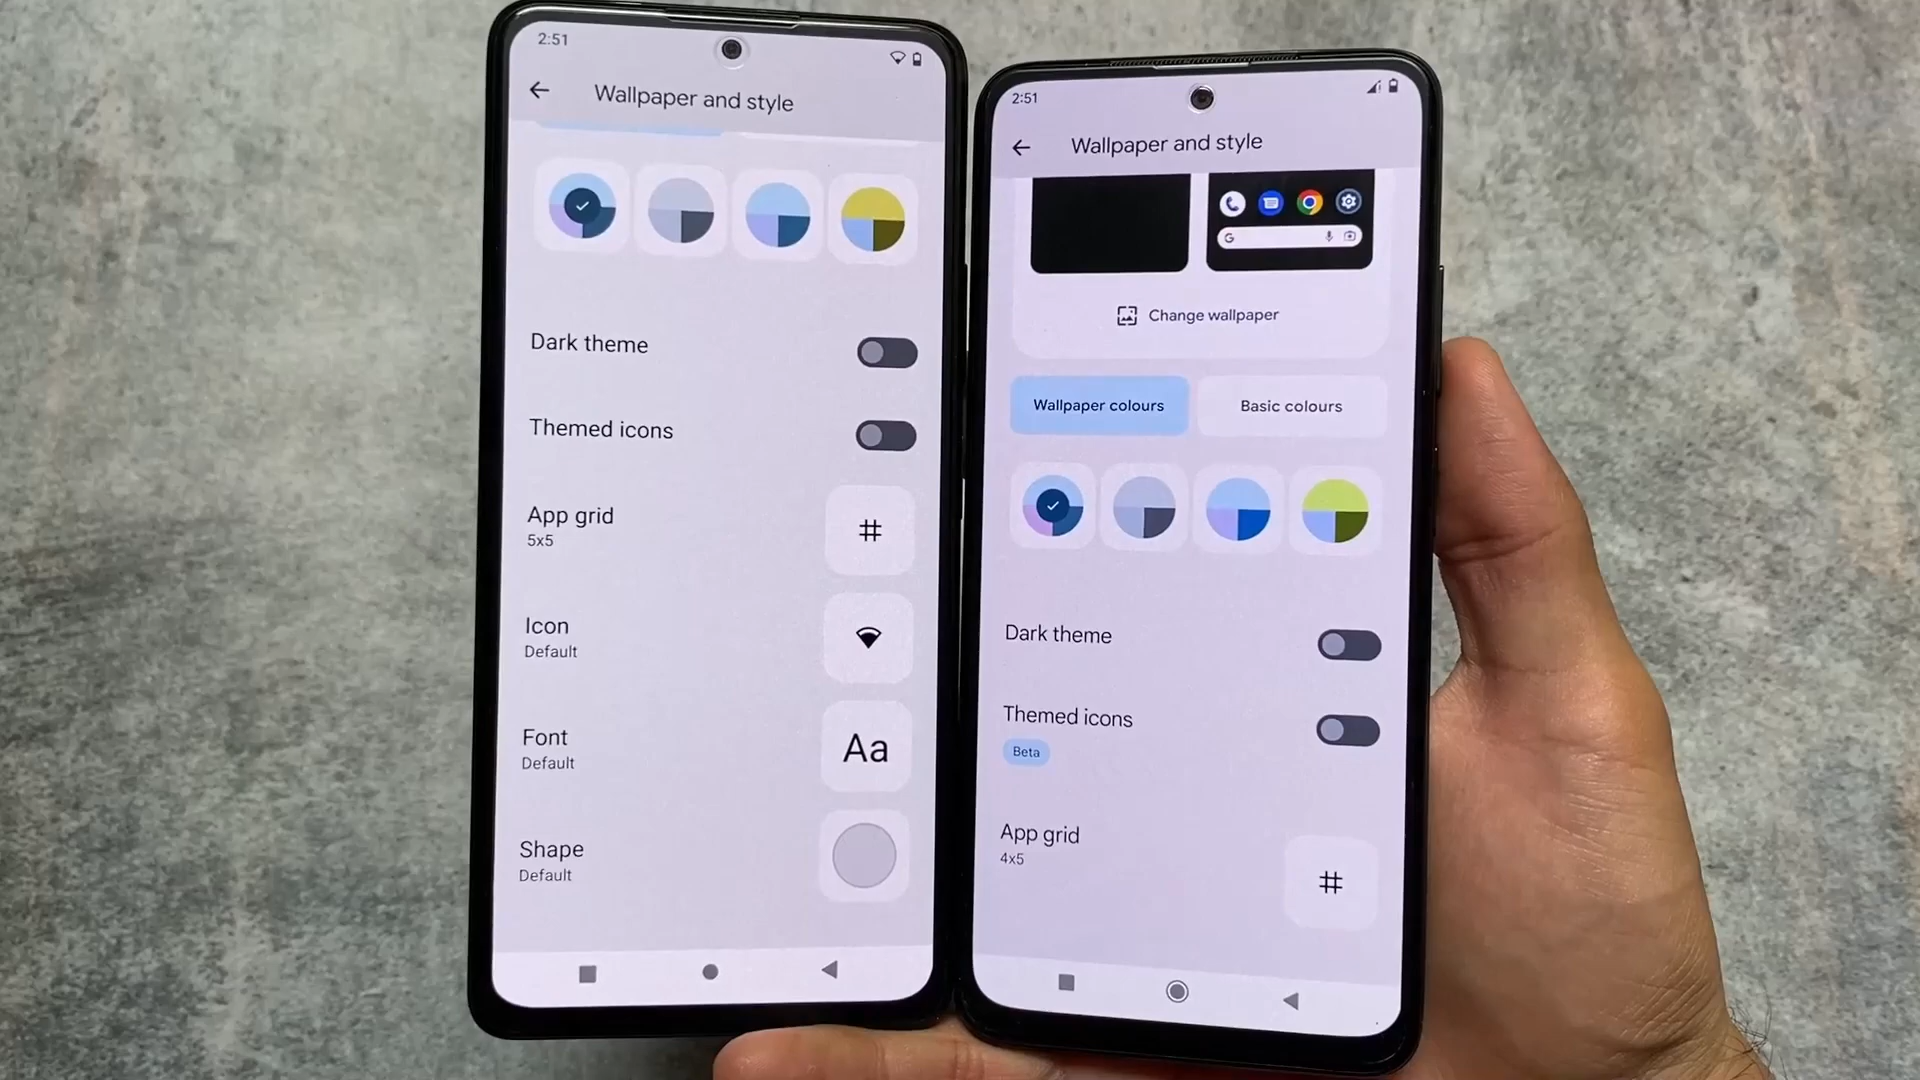 2:51
Wallpaper and style
Dark theme
Themed icons
App grid
5x5
#
Icon
Default
Font
Default
Aa
Shape
Default
2:51
Wallpaper and style
G
Change wallpaper
Wallpaper colours
Basic colours
Dark theme
Themed icons
Beta
App grid
4x5
#